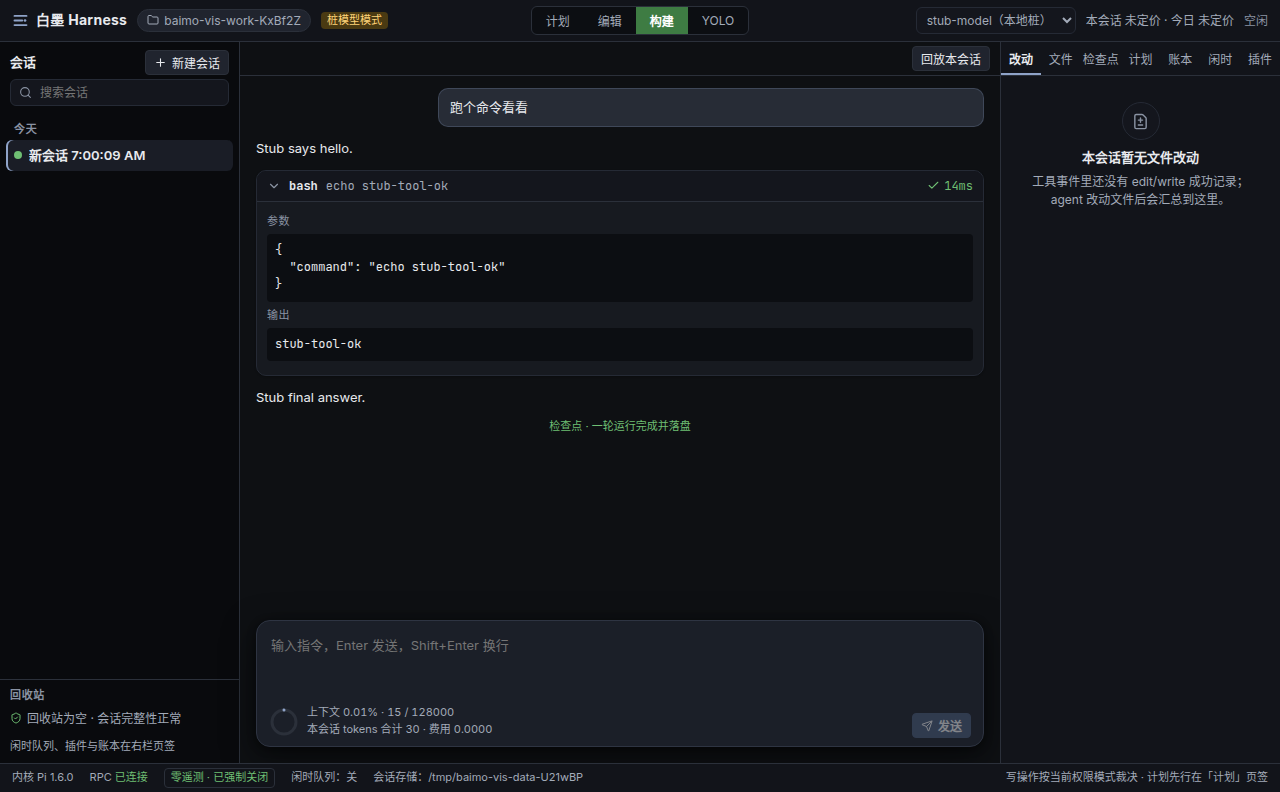 白墨 Harness
baimo-vis-work-KxBf2Z
桩模型模式
计划
编辑
构建
YOLO
stub-model（本地桩）
本会话 未定价 · 今日 未定价
空闲
会话
新建会话
搜索会话
今天
新会话 7:00:09 AM
回收站
回收站为空 · 会话完整性正常
闲时队列、插件与账本在右栏页签
回放本会话
跑个命令看看
Stub says hello.
bash echo stub-tool-ok
14ms
参数
{
"command": "echo stub-tool-ok"
}
输出
stub-tool-ok
Stub final answer.
检查点 · 一轮运行完成并落盘
输入指令，Enter 发送，Shift+Enter 换行
上下文 0.01% · 15 / 128000
本会话 tokens 合计 30 · 费用 0.0000
发送
改动
文件
检查点
计划
账本
闲时
插件
本会话暂无文件改动
工具事件里还没有 edit/write 成功记录；
agent 改动文件后会汇总到这里。
内核 Pi 1.6.0
RPC 已连接
零遥测 · 已强制关闭
闲时队列：关
会话存储：/tmp/baimo-vis-data-U21wBP
写操作按当前权限模式裁决 · 计划先行在「计划」页签